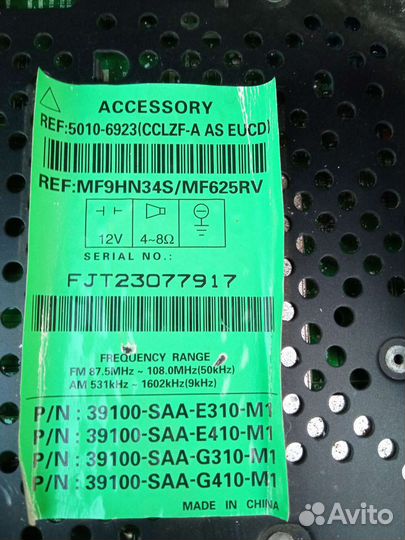 ACCESSORY
REF:5010-6923(CCLZF-A AS EUCD)
REF:MF9HN34S/MF625RV
12V 4~8Ω
SERIAL NO.:
FJT23077917
FREQUENCY RANGE
FM 87.5MHz ~ 108.0MHz(50kHz)
AM 531kHz ~ 1602kHz(9kHz)
P/N : 39100-SAA-E310-M1
P/N : 39100-SAA-E410-M1
P/N : 39100-SAA-G310-M1
P/N : 39100-SAA-G410-M1
MADE IN CHINA
Avito